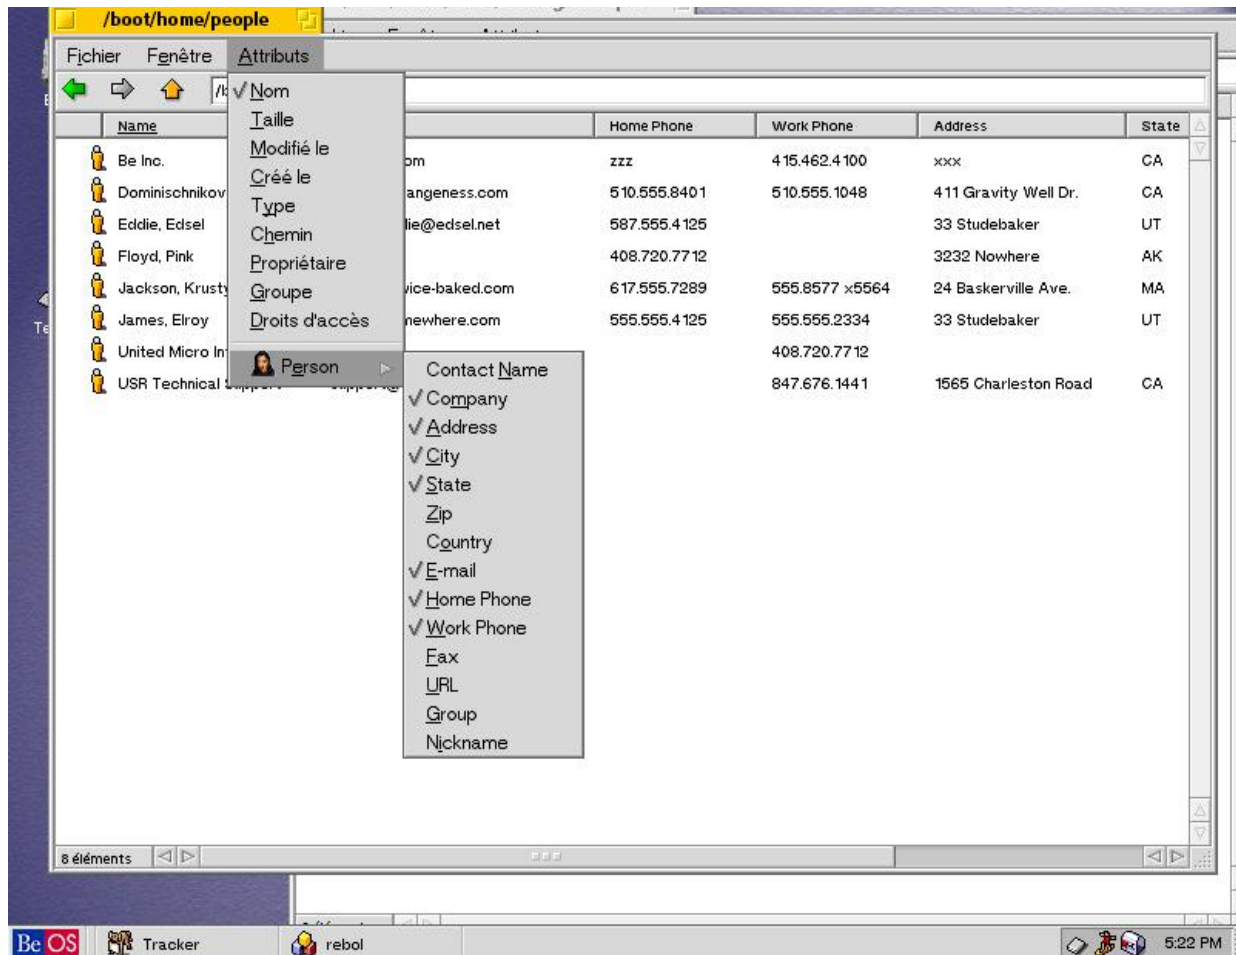 /boot/home/people
Fichier Fenêtre Attributs
Nom
Taille
Modifié le
Créé le
Type
Chemin
Propriétaire
Groupe
Droits d'accès
Person
Contact Name
Company
Address
City
State
Zip
Country
E-mail
Home Phone
Work Phone
Fax
URL
Group
Nickname
Name Home Phone Work Phone Address State
Be Inc. om zzz 415.462.4100 xxx CA
Dominischnikov angeness.com 510.555.8401 510.555.1048 411 Gravity Well Dr. CA
Eddie, Edsel lie@edsel.net 587.555.4125 33 Studebaker UT
Floyd, Pink 408.720.7712 3232 Nowhere AK
Jackson, Krusty ice-baked.com 617.555.7289 555.8577 x5564 24 Baskerville Ave. MA
James, Elroy newhere.com 555.555.4125 555.555.2334 33 Studebaker UT
United Micro In 408.720.7712
USR Technical 847.676.1441 1565 Charleston Road CA
8 éléments
BeOS Tracker rebol 5:22 PM